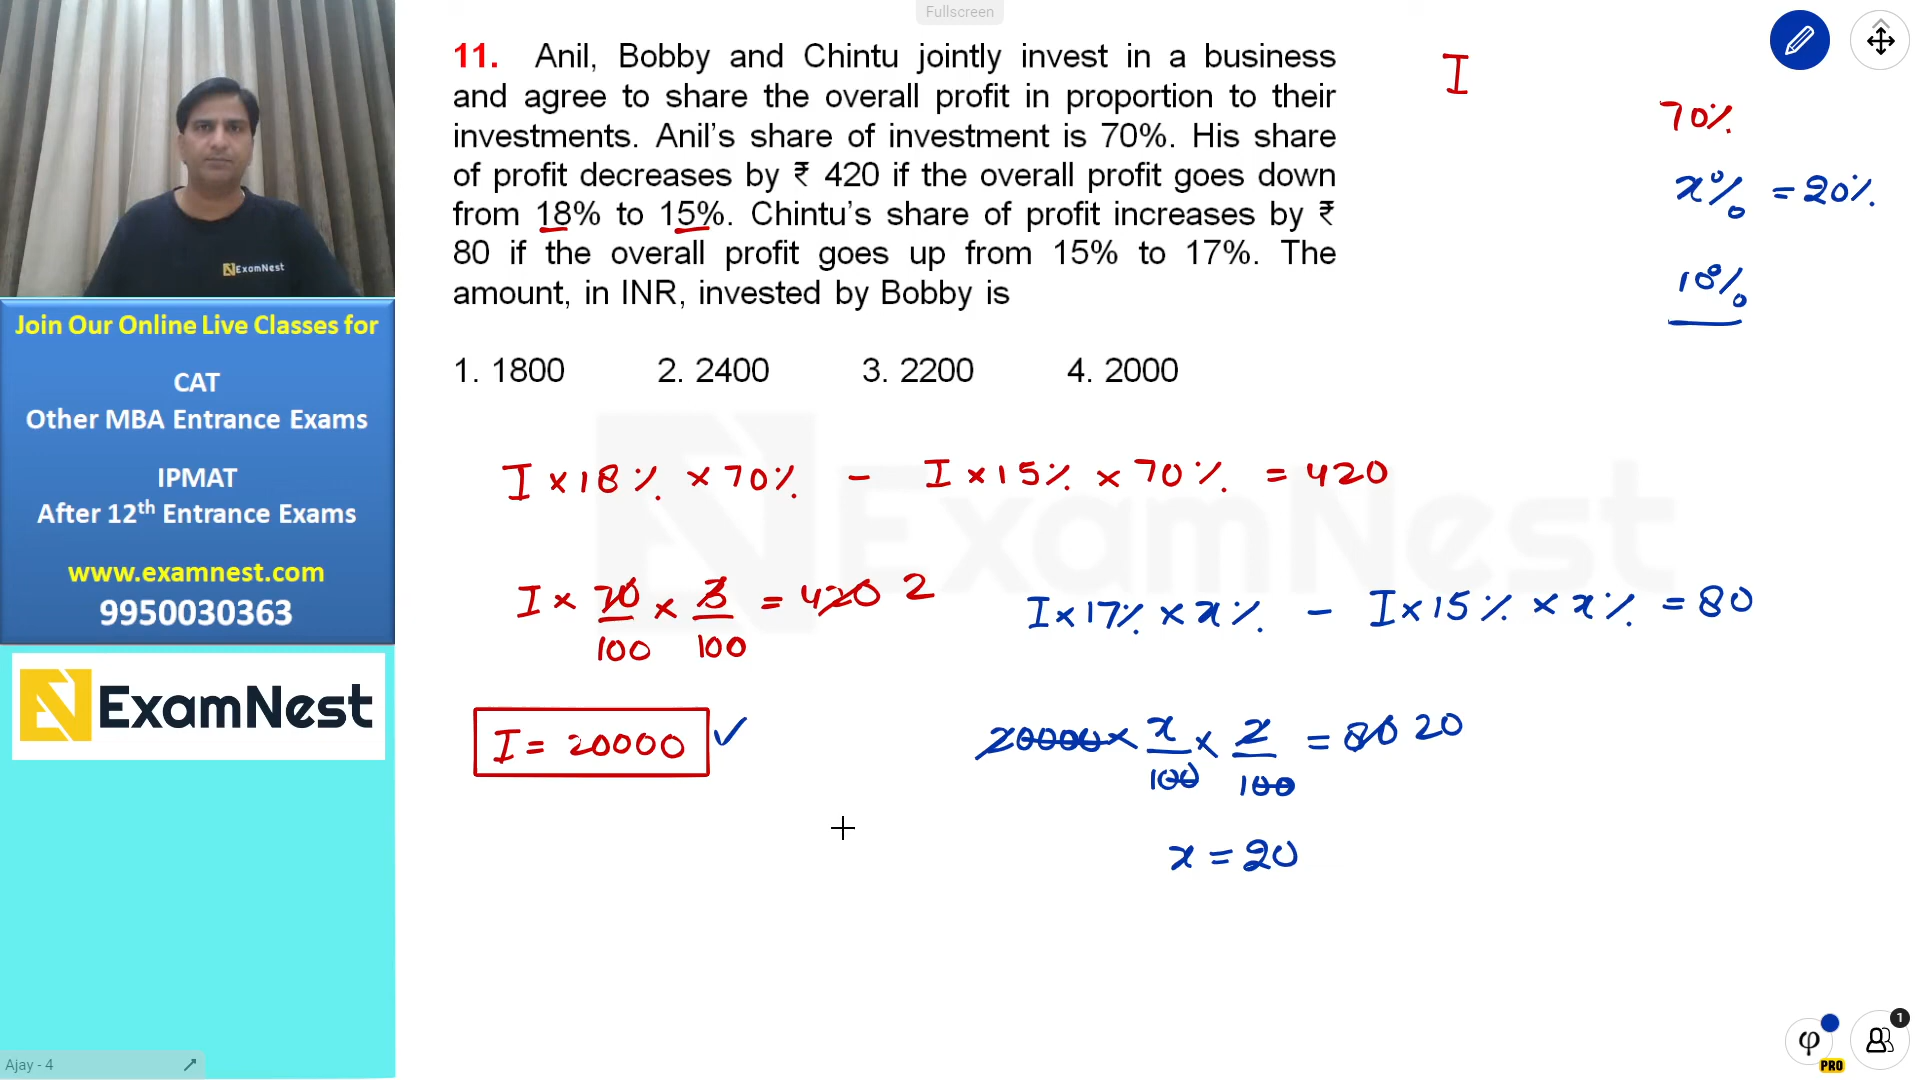 Fullscreen
11. Anil, Bobby and Chintu jointly invest in a business
and agree to share the overall profit in proportion to their
investments. Anil's share of investment is 70%. His share
of profit decreases by ₹ 420 if the overall profit goes down
from 18% to 15%. Chintu's share of profit increases by ₹
80 if the overall profit goes up from 15% to 17%. The
amount, in INR, invested by Bobby is
1. 1800 2. 2400 3. 2200 4. 2000
I
70%
x% = 20%
18%
I × 18% × 70% - I × 15% × 70% = 420
I × 70/100 × 3/100 = 420 2
I = 20000 ✓
I × 17% × x% - I × 15% × x% = 80
20000 × x/100 × 2/100 = 80 20
x = 20
ExamNest
ExamNest
Join Our Online Live Classes for
CAT
Other MBA Entrance Exams
IPMAT
After 12th Entrance Exams
www.examnest.com
9950030363
ExamNest
Ajay - 4
φ
PRO
1